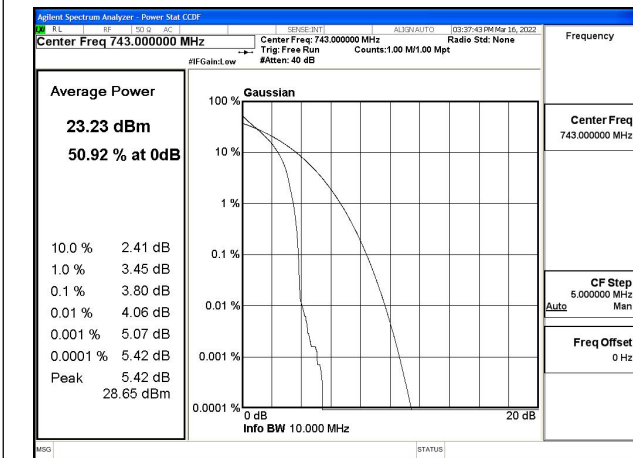 Agilent Spectrum Analyzer - Power Stat CCDF
RL RF 50 Ω AC SENSE:INT ALIGN AUTO 03:37:43 PM Mar 16, 2022
Center Freq 743.000000 MHz
Center Freq: 743.000000 MHz Radio Std: None
Trig: Free Run Counts:1.00 M/1.00 Mpt
#IFGain:Low #Atten: 40 dB
Frequency
Average Power
23.23 dBm
50.92 % at 0dB
10.0 % 2.41 dB
1.0 % 3.45 dB
0.1 % 3.80 dB
0.01 % 4.06 dB
0.001 % 5.07 dB
0.0001 % 5.42 dB
Peak 5.42 dB
28.65 dBm
Gaussian
100 %
10 %
1 %
0.1 %
0.01 %
0.001 %
0.0001 %
0 dB 20 dB
Info BW 10.000 MHz
Center Freq
743.000000 MHz
CF Step
5.000000 MHz
Auto Man
Freq Offset
0 Hz
MSG STATUS